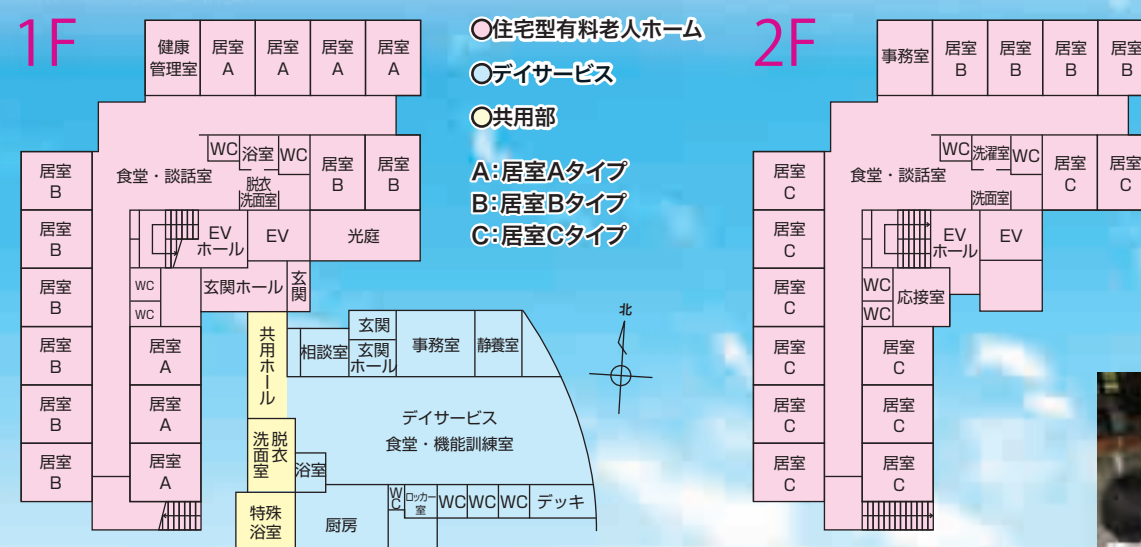 1F
健康
管理室
居室
A
居室
A
居室
A
居室
A
WC
浴室
WC
脱衣
洗面室
居室
B
居室
B
食堂・談話室
居室
B
居室
B
居室
B
居室
B
居室
B
居室
B
EV
ホール
EV
光庭
WC
WC
玄関ホール
玄関
居室
A
居室
A
居室
A
共用ホール
相談室
玄関
玄関
ホール
事務室
静養室
デイサービス
食堂・機能訓練室
脱衣
洗面室
浴室
特殊
浴室
厨房
WC
ロッカー
室
WC
WC
WC
デッキ
○住宅型有料老人ホーム
○デイサービス
○共用部
A:居室Aタイプ
B:居室Bタイプ
C:居室Cタイプ
北
2F
事務室
居室
B
居室
B
居室
B
居室
B
WC
洗濯室
WC
洗面室
居室
C
居室
C
食堂・談話室
居室
C
居室
C
居室
C
居室
C
居室
C
居室
C
EV
ホール
EV
WC
WC
応接室
居室
C
居室
C
居室
C